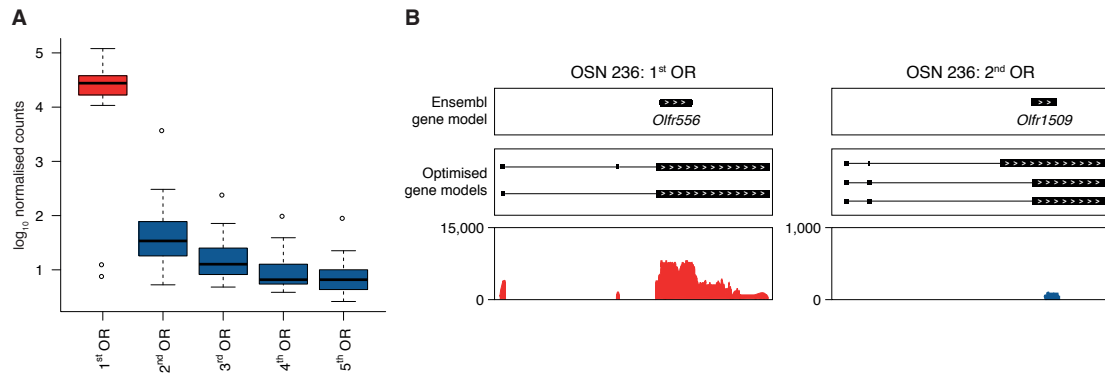 A
log10 normalised counts
5
4
3
2
1
1st OR
2nd OR
3rd OR
4th OR
5th OR
B
OSN 236: 1st OR
OSN 236: 2nd OR
Ensembl
gene model
Olfr556
Olfr1509
Optimised
gene models
15,000
0
1,000
0